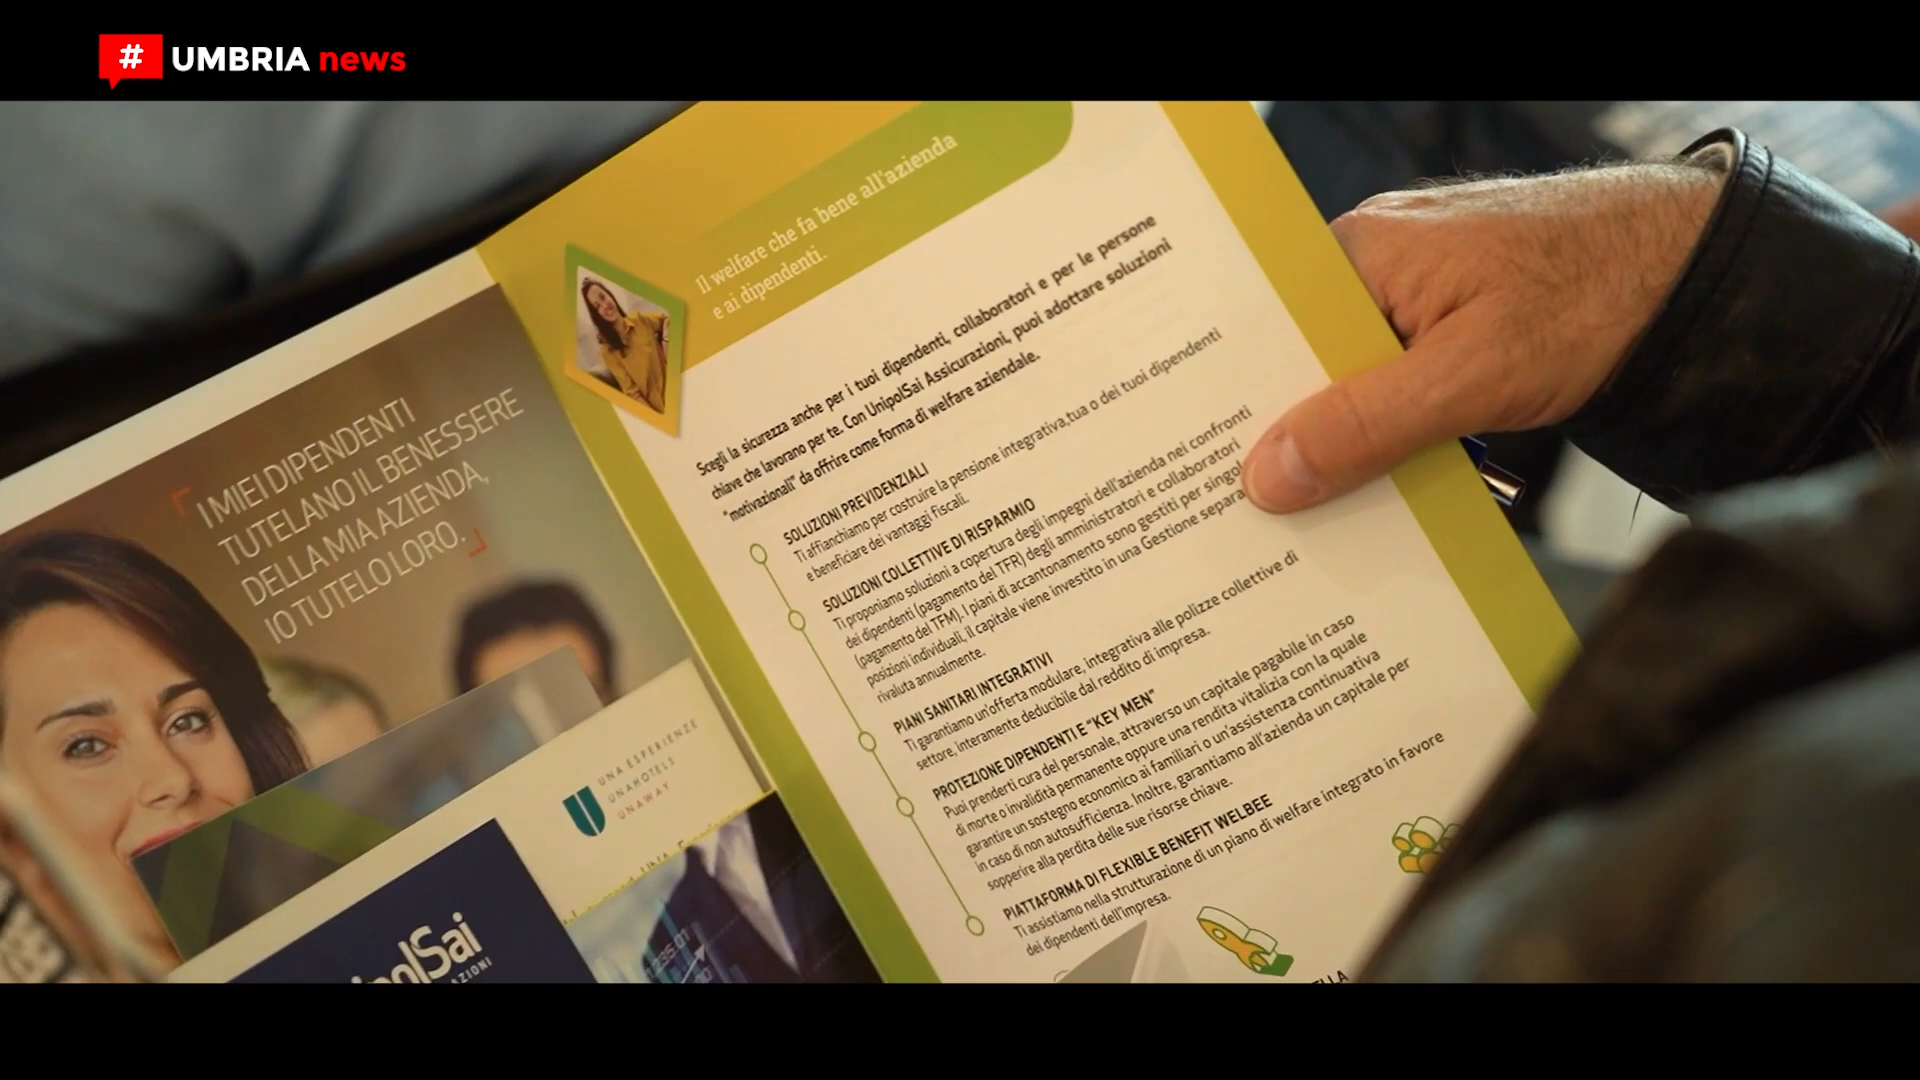 # UMBRIA news
Il welfare che fa bene all'azienda
e ai dipendenti.
Scegli la sicurezza anche per i tuoi dipendenti, collaboratori e per le persone
chiave che lavorano per te. Con UnipolSai Assicurazioni, puoi adottare soluzioni
"motivazionali" da offrire come forma di welfare aziendale.
SOLUZIONI PREVIDENZIALI
Ti affianchiamo per costruire la pensione integrativa tua o dei tuoi dipendenti
e beneficiare dei vantaggi fiscali.
SOLUZIONI COLLETTIVE DI RISPARMIO
Ti proponiamo soluzioni a copertura degli impegni dell'azienda nei confronti
dei dipendenti (pagamento del TFR) degli amministratori e collaboratori
(pagamento del TFM). I piani di accantonamento sono gestiti per singol
posizioni individuali, il capitale viene investito in una Gestione separa
rivaluta annualmente.
PIANI SANITARI INTEGRATIVI
Ti garantiamo un'offerta modulare, integrativa alle polizze collettive di
settore, interamente deducibile dal reddito di impresa.
PROTEZIONE DIPENDENTI E "KEY MEN"
Puoi prenderti cura del personale, attraverso un capitale pagabile in caso
di morte o invalidità permanente oppure una rendita vitalizia con la quale
garantire un sostegno economico ai familiari o un'assistenza continuativa
in caso di non autosufficienza. Inoltre, garantiamo all'azienda un capitale per
sopperire alla perdita delle sue risorse chiave.
PIATTAFORMA DI FLEXIBLE BENEFIT WELBEE
Ti assistiamo nella strutturazione di un piano di welfare integrato in favore
dei dipendenti dell'impresa.
I MIEI DIPENDENTI
TUTELANO IL BENESSERE
DELLA MIA AZIENDA,
IO TUTELO LORO.
UNA ESPERIENZE
UNAHOTELS
UNAWAY
ipolSai
AZIONI